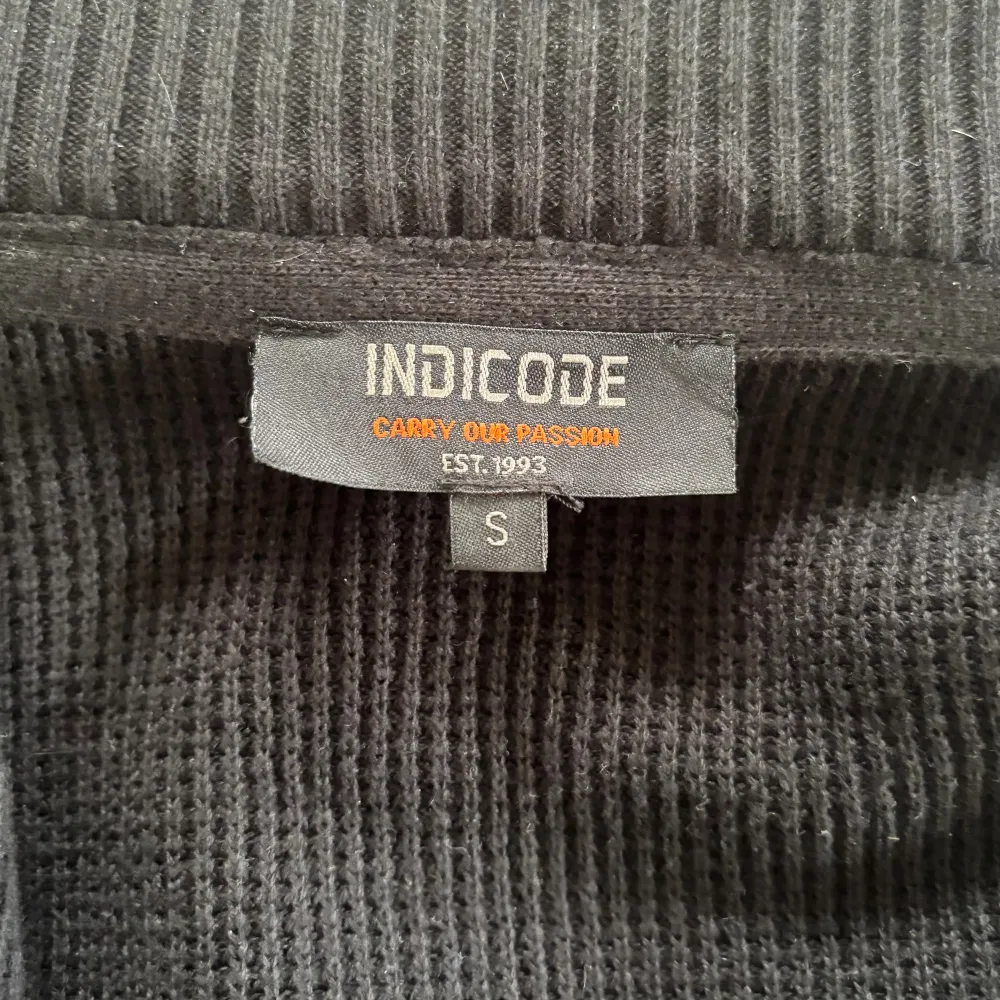 INDICODE
CARRY OUR PASSION
EST. 1993
S